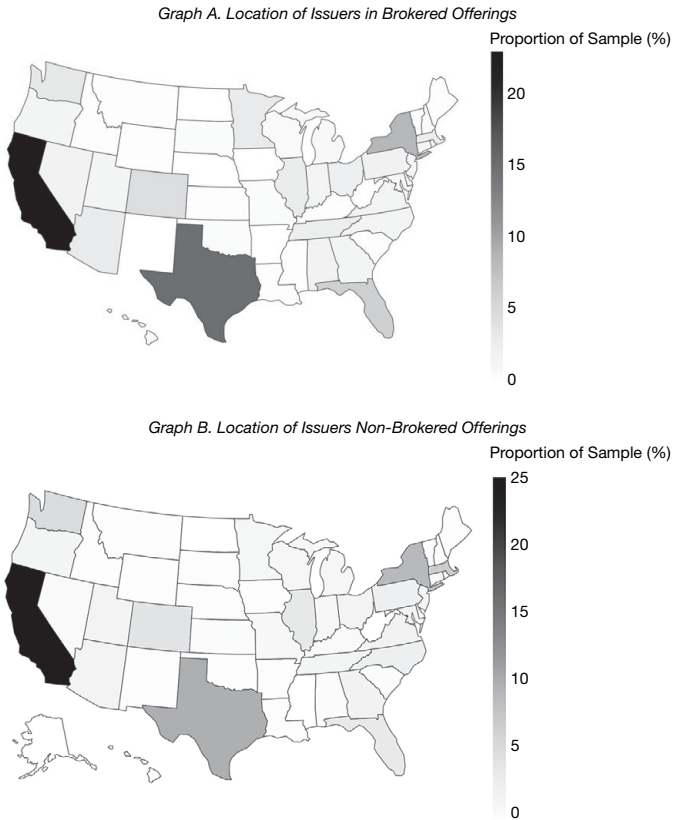 Graph A. Location of Issuers in Brokered Offerings
Proportion of Sample (%)
20
15
10
5
0
Graph B. Location of Issuers Non-Brokered Offerings
Proportion of Sample (%)
25
20
15
10
5
0